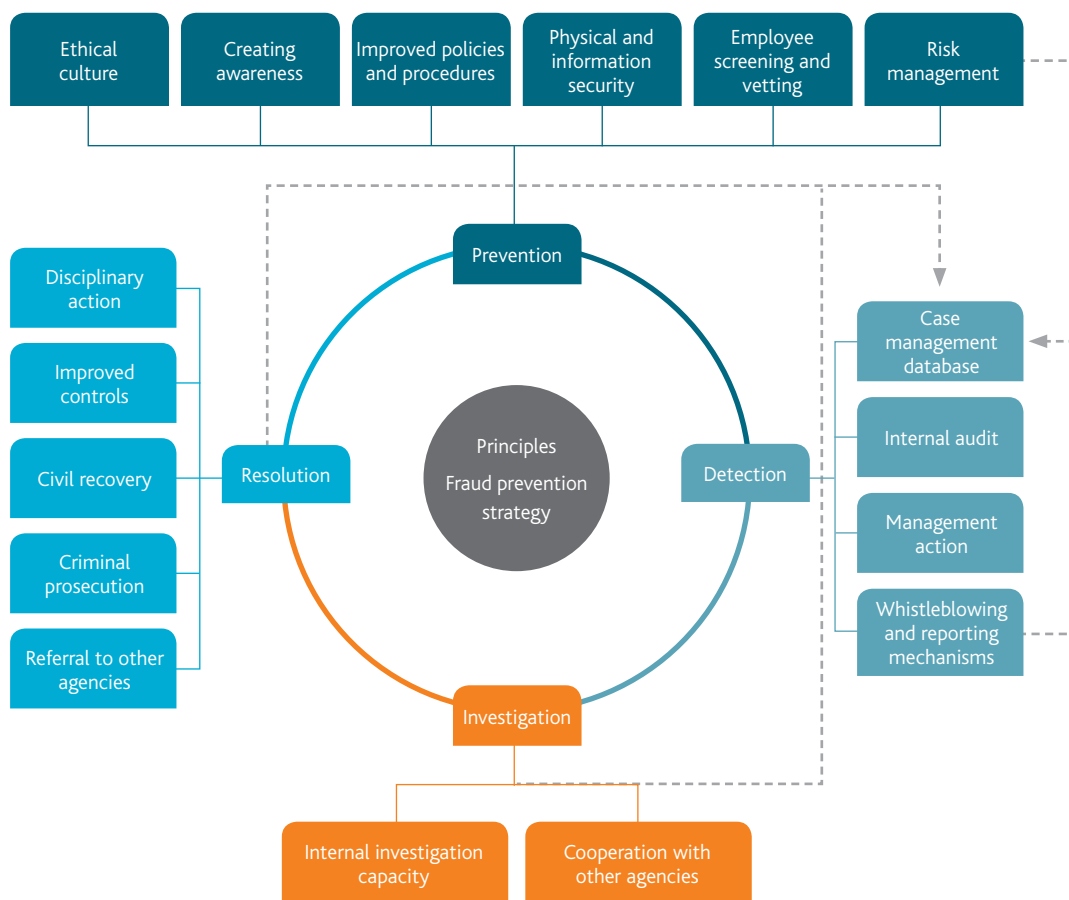 Ethical
culture
Creating
awareness
Improved policies
and procedures
Physical and
information
security
Employee
screening and
vetting
Risk
management
Prevention
Disciplinary
action
Improved
controls
Civil recovery
Criminal
prosecution
Referral to other
agencies
Resolution
Principles
Fraud prevention
strategy
Detection
Case
management
database
Internal audit
Management
action
Whistleblowing
and reporting
mechanisms
Investigation
Internal investigation
capacity
Cooperation with
other agencies